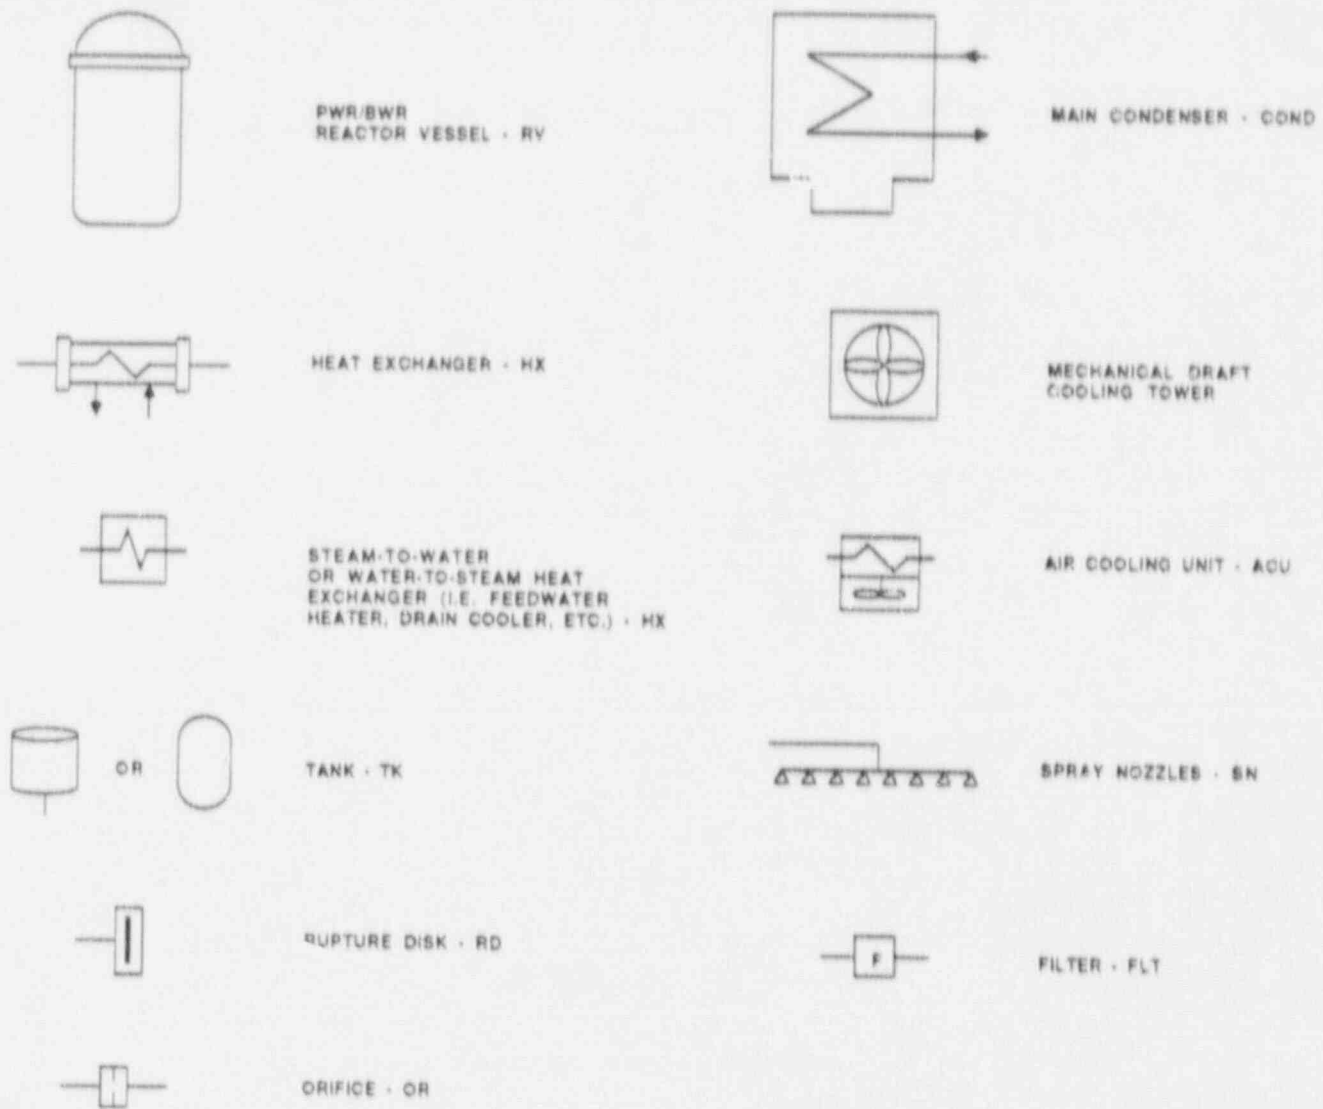 PWR/BWR
REACTOR VESSEL - RV
MAIN CONDENSER - COND
HEAT EXCHANGER - HX
MECHANICAL DRAFT
COOLING TOWER
STEAM-TO-WATER
OR WATER-TO-STEAM HEAT
EXCHANGER (I.E. FEEDWATER
HEATER, DRAIN COOLER, ETC.) - HX
AIR COOLING UNIT - ACU
OR
TANK - TK
SPRAY NOZZLES - SN
RUPTURE DISK - RD
F
FILTER - FLT
ORIFICE - OR